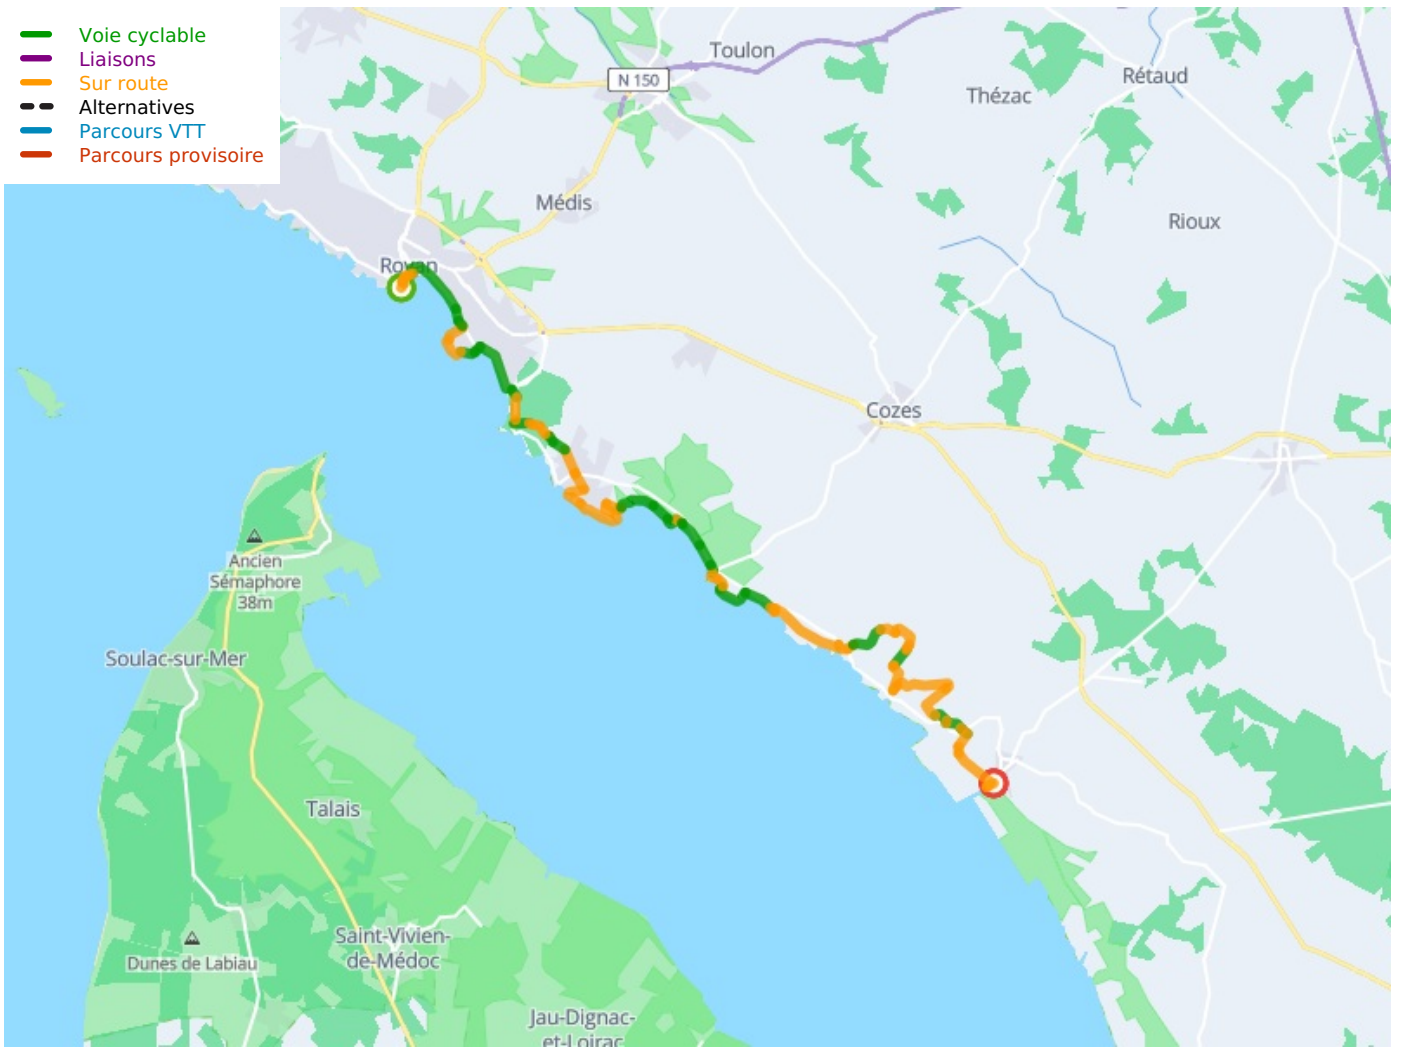 Voie cyclable
Liaisons
Sur route
Alternatives
Parcours VTT
Parcours provisoire
Toulon
N 150
Rétaud
Thézac
Médis
Rioux
Royan
Cozes
Ancien
Sémaphore
38m
Soulac-sur-Mer
Talais
Saint-Vivien-
de-Médoc
Dunes de Labiau
Jau-Dignac-
et-Loirac